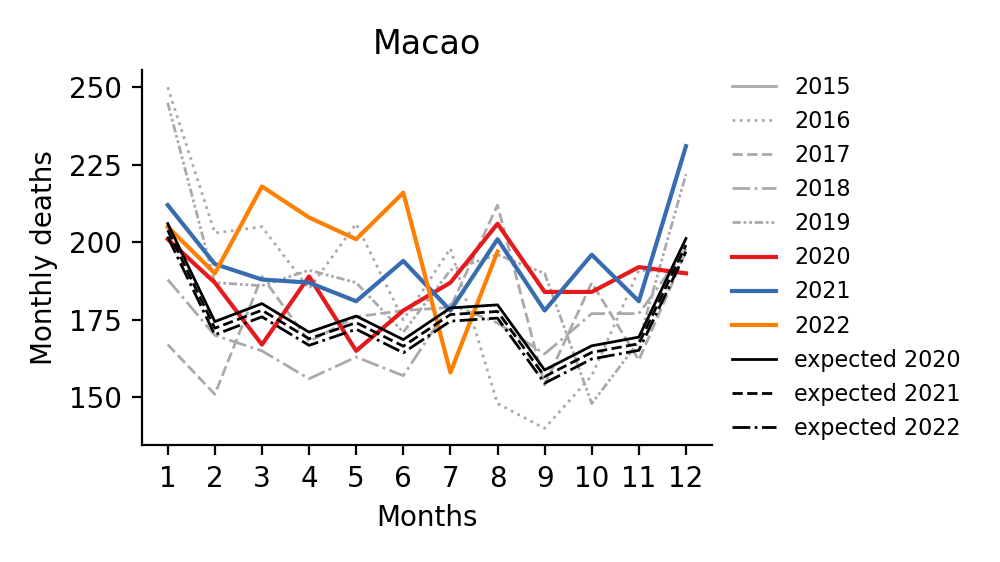 Macao
Monthly deaths
250
225
200
175
150
1 2 3 4 5 6 7 8 9 10 11 12
Months
2015
2016
2017
2018
2019
2020
2021
2022
expected 2020
expected 2021
expected 2022